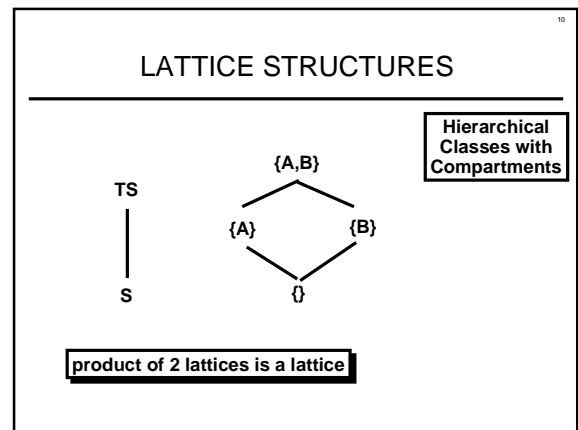 10
LATTICE STRUCTURES
Hierarchical
Classes with
Compartments
{A,B}
TS
{A}
{B}
S
{}
product of 2 lattices is a lattice